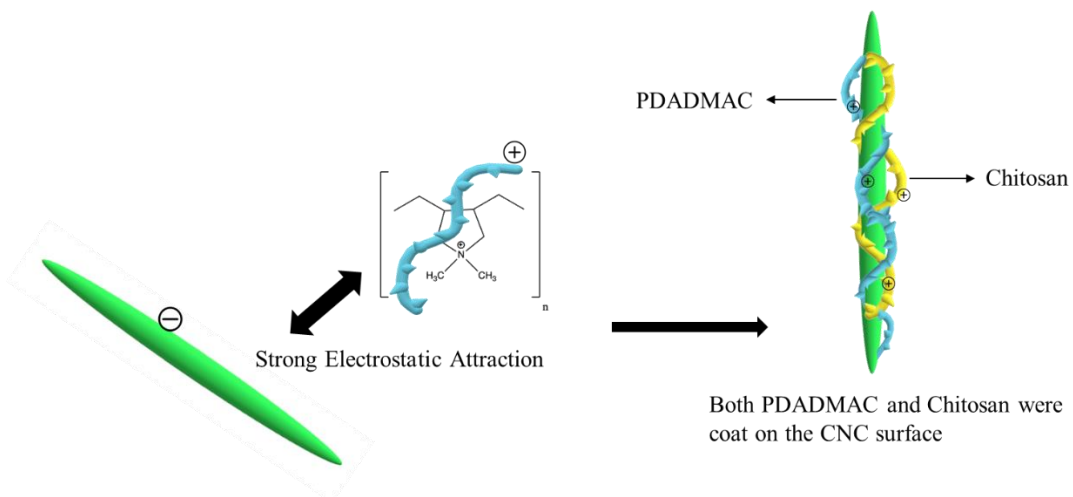 PDADMAC
Chitosan
⊕
n
⊕
N
H₃C
CH₃
⊖
Strong Electrostatic Attraction
⊕
⊕
⊕
⊕
Both PDADMAC and Chitosan were
coat on the CNC surface